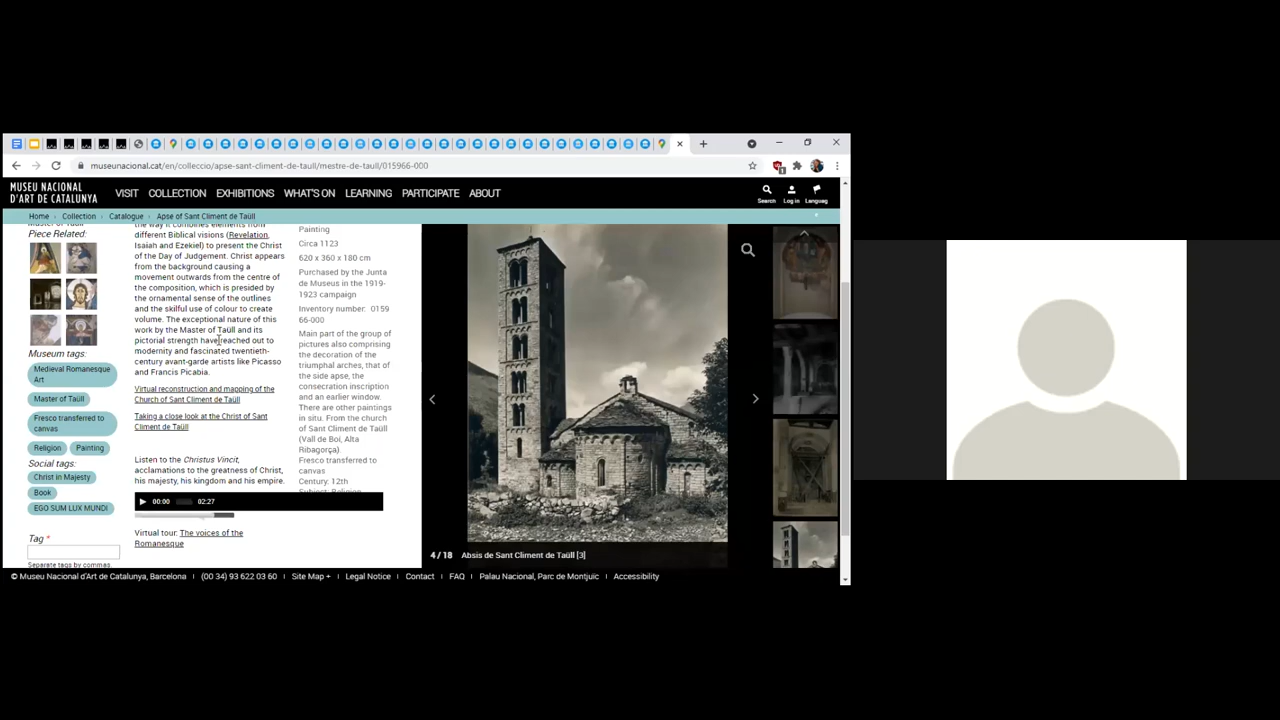 museunacional.cat/en/colleccio/apse-sant-climent-de-taull/mestre-de-taull/015966-000
MUSEU NACIONAL
D'ART DE CATALUNYA
VISIT COLLECTION EXHIBITIONS WHAT'S ON LEARNING PARTICIPATE ABOUT
Search Log in Languag
Home › Collection › Catalogue › Apse of Sant Climent de Taüll
Piece Related:
Museum tags:
Medieval Romanesque
Art
Master of Taüll
Fresco transferred to
canvas
Religion Painting
Social tags:
Christ in Majesty
Book
EGO SUM LUX MUNDI
Tag *
Separate tags by commas.
the way it combines elements from
different Biblical visions (Revelation,
Isaiah and Ezekiel) to present the Christ
of the Day of Judgement. Christ appears
from the background causing a
movement outwards from the centre of
the composition, which is presided by
the ornamental sense of the outlines
and the skilful use of colour to create
volume. The exceptional nature of this
work by the Master of Taüll and its
pictorial strength have reached out to
modernity and fascinated twentieth-
century avant-garde artists like Picasso
and Francis Picabia.
Virtual reconstruction and mapping of the
Church of Sant Climent de Taüll
Taking a close look at the Christ of Sant
Climent de Taüll
Listen to the Christus Vincit,
acclamations to the greatness of Christ,
his majesty, his kingdom and his empire.
00:00 02:27
Virtual tour: The voices of the
Romanesque
Painting
Circa 1123
620 x 360 x 180 cm
Purchased by the Junta
de Museus in the 1919-
1923 campaign
Inventory number: 0159
66-000
Main part of the group of
pictures also comprising
the decoration of the
triumphal arches, that of
the side apse, the
consecration inscription
and an earlier window.
There are other paintings
in situ. From the church
of Sant Climent de Taüll
(Vall de Boí, Alta
Ribagorça)
Fresco transferred to
canvas
Century: 12th
4 / 18 Absis de Sant Climent de Taüll [3]
© Museu Nacional d'Art de Catalunya, Barcelona | (00 34) 93 622 03 60 | Site Map + | Legal Notice | Contact | FAQ | Palau Nacional, Parc de Montjuïc | Accessibility